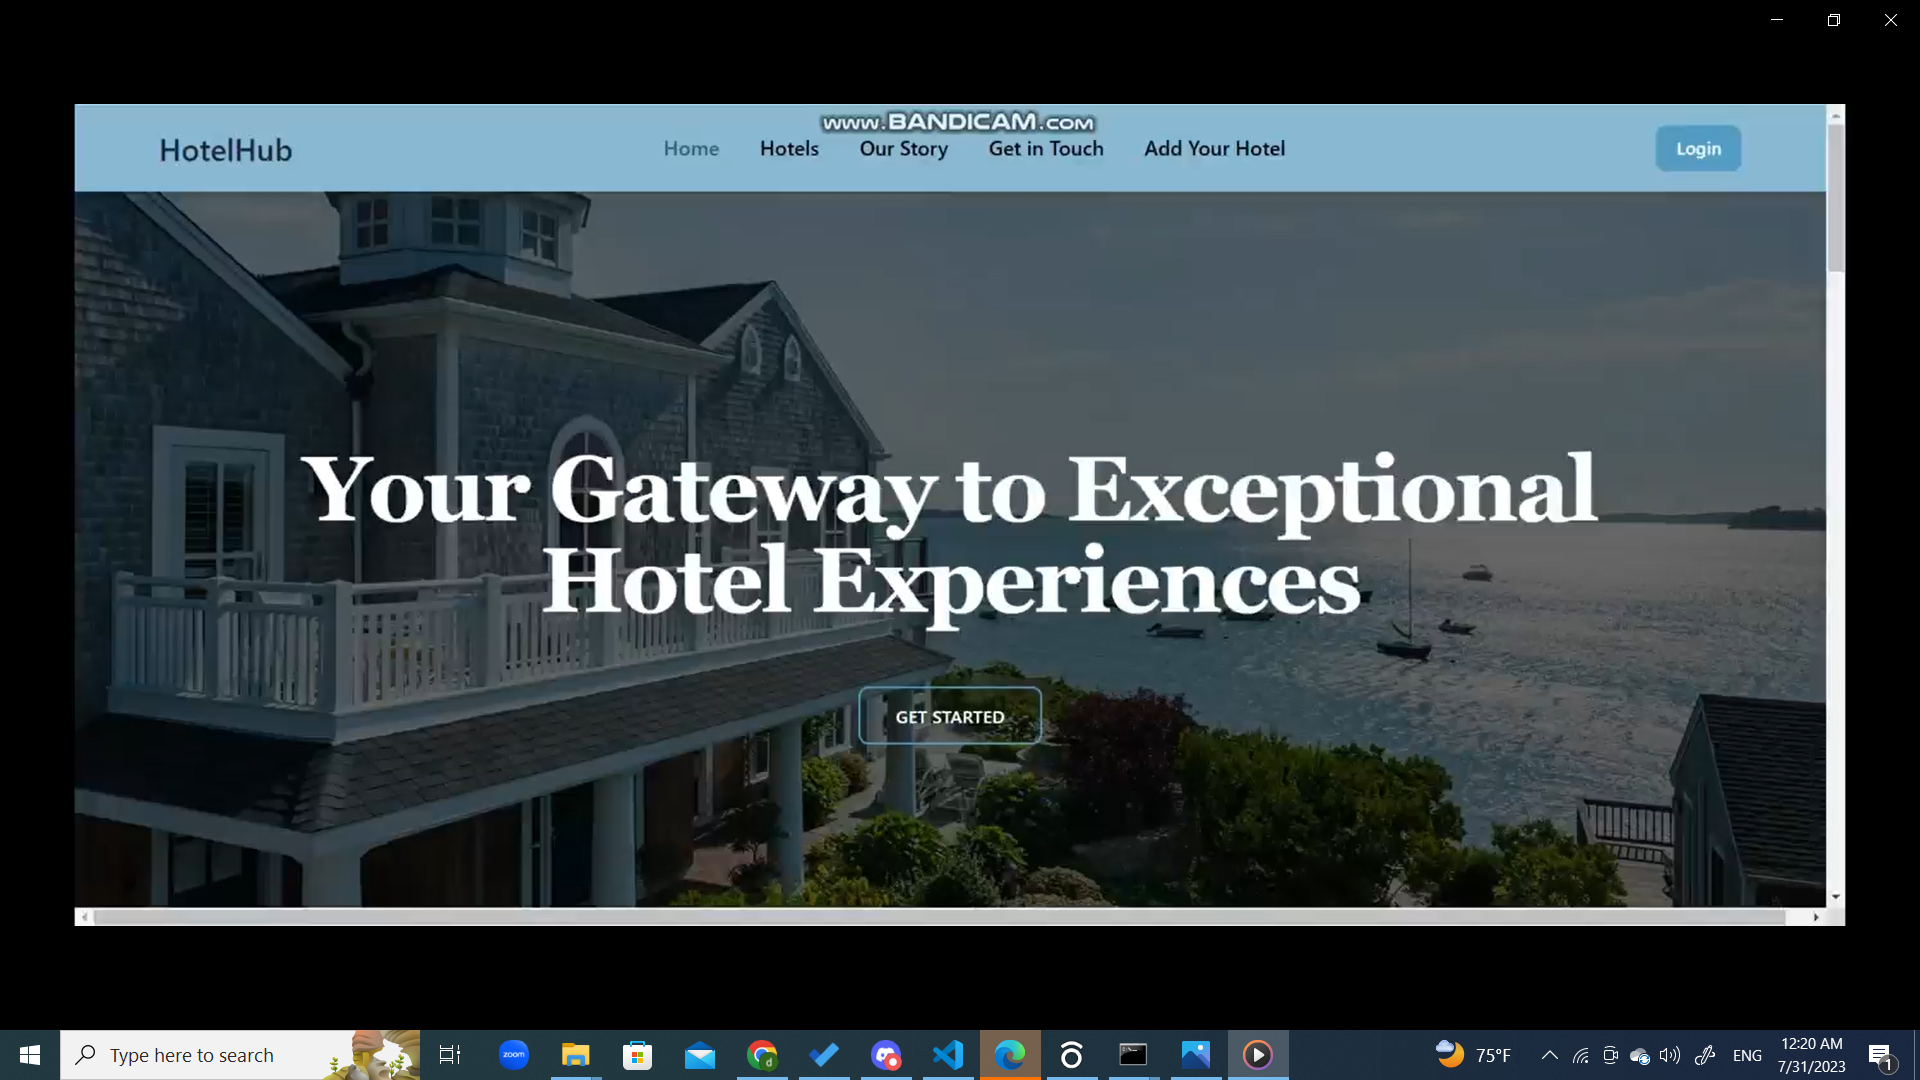 www.BANDICAM.com
HotelHub
Home
Hotels
Our Story
Get in Touch
Add Your Hotel
Login
Your Gateway to Exceptional
Hotel Experiences
GET STARTED
Type here to search
zoom
d
75°F
ENG
12:20 AM
7/31/2023
1